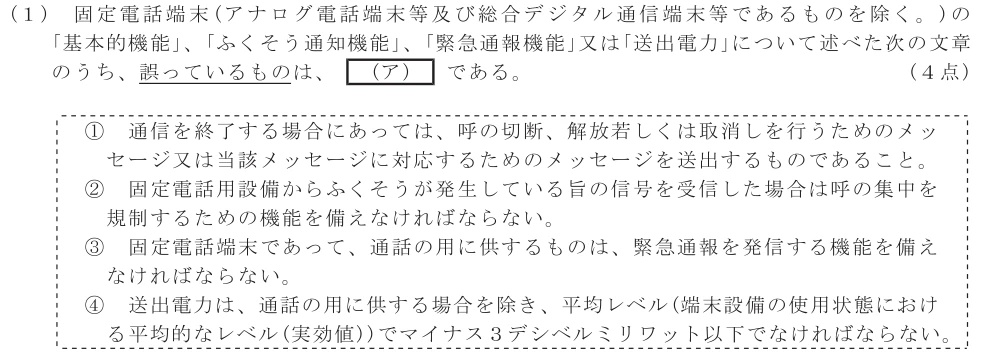 (１) 固定電話端末(アナログ電話端末等及び総合デジタル通信端末等であるものを除く。)の
「基本的機能」、「ふくそう通知機能」、「緊急通報機能」又は「送出電力」について述べた次の文章
のうち、誤っているものは、 (ア) である。 (４点)
① 通信を終了する場合にあっては、呼の切断、解放若しくは取消しを行うためのメッ
セージ又は当該メッセージに対応するためのメッセージを送出するものであること。
② 固定電話用設備からふくそうが発生している旨の信号を受信した場合は呼の集中を
規制するための機能を備えなければならない。
③ 固定電話端末であって、通話の用に供するものは、緊急通報を発信する機能を備え
なければならない。
④ 送出電力は、通話の用に供する場合を除き、平均レベル(端末設備の使用状態におけ
る平均的なレベル(実効値))でマイナス３デシベルミリワット以下でなければならない。